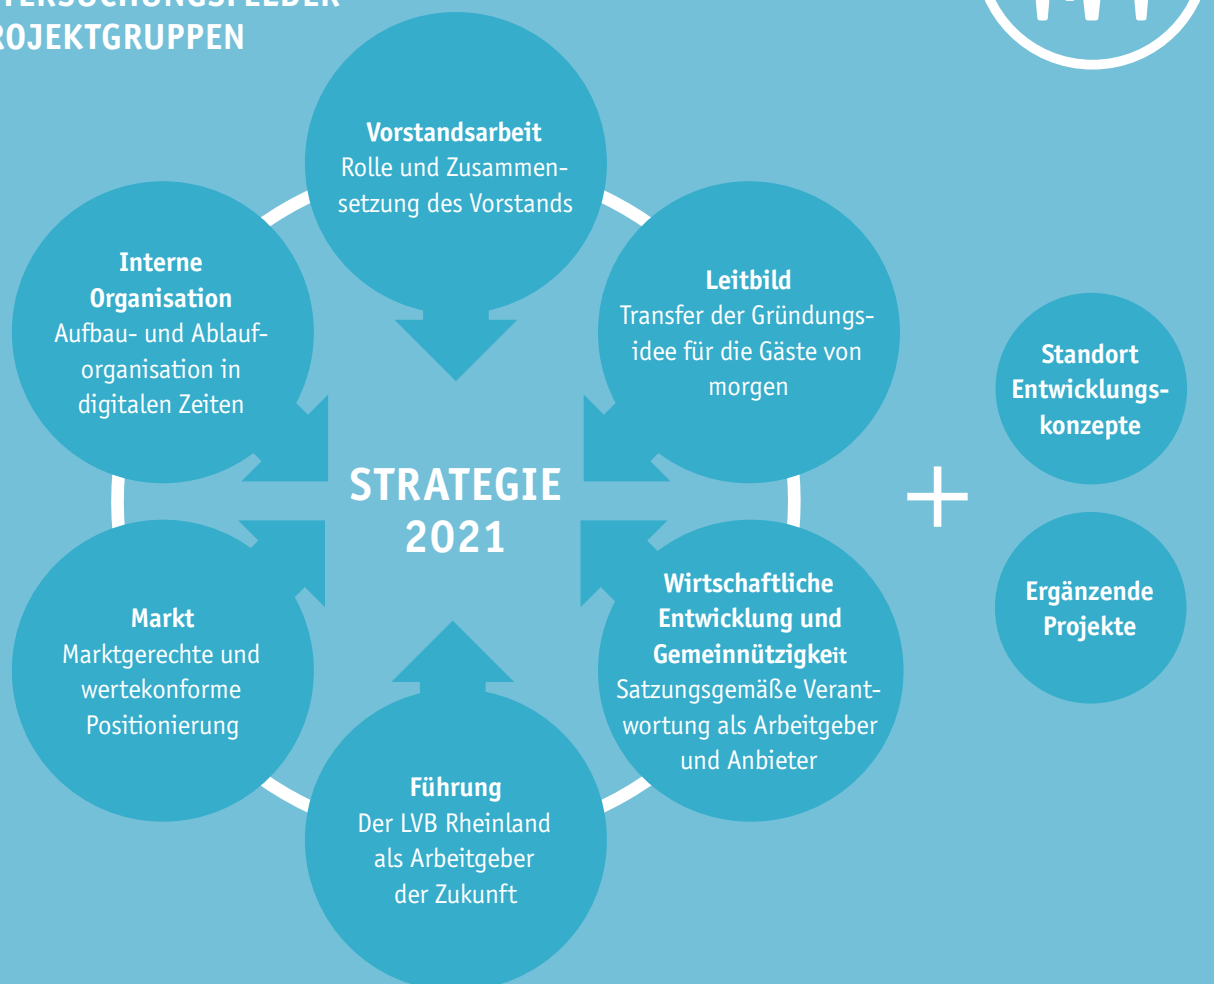 ROJEKTGRUPPEN
Vorstandsarbeit
Rolle und Zusammen-
setzung des Vorstands
Interne
Organisation
Aufbau- und Ablauf-
organisation in
digitalen Zeiten
Leitbild
Transfer der Gründungs-
idee für die Gäste von
morgen
STRATEGIE
2021
Markt
Marktgerechte und
wertekonforme
Positionierung
Wirtschaftliche
Entwicklung und
Gemeinnützigkeit
Satzungsgemäße Verant-
wortung als Arbeitgeber
und Anbieter
Führung
Der LVB Rheinland
als Arbeitgeber
der Zukunft
+
Standort
Entwicklungs-
konzepte
Ergänzende
Projekte